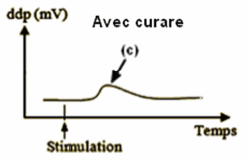 ddp (mV)
Avec curare
(c)
Temps
Stimulation